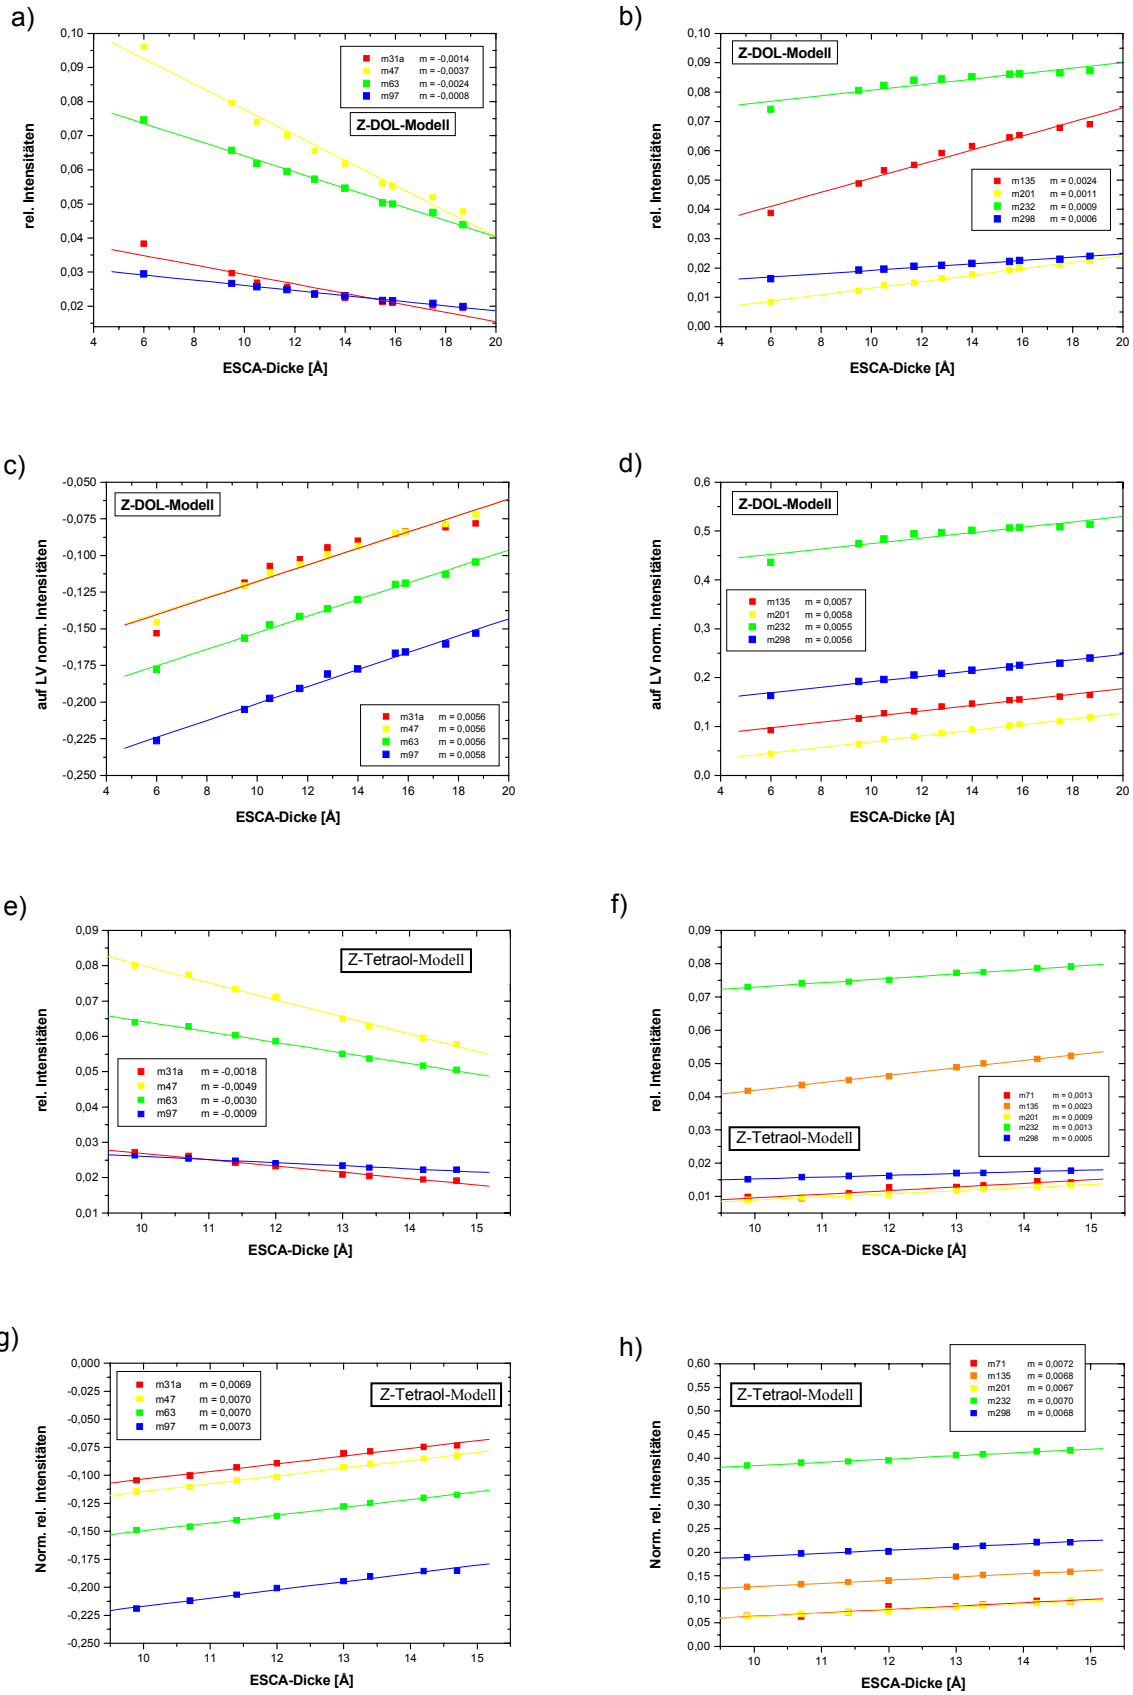 a)
rel. Intensitäten
0,10
0,09
0,08
0,07
0,06
0,05
0,04
0,03
0,02
m31a m = -0,0014
m47 m = -0,0037
m63 m = -0,0024
m97 m = -0,0008
Z-DOL-Modell
4 6 8 10 12 14 16 18 20
ESCA-Dicke [Å]
b)
rel. Intensitäten
0,10
0,09
0,08
0,07
0,06
0,05
0,04
0,03
0,02
0,01
0,00
Z-DOL-Modell
m135 m = 0,0024
m201 m = 0,0011
m232 m = 0,0009
m298 m = 0,0006
4 6 8 10 12 14 16 18 20
ESCA-Dicke [Å]
c)
auf LV norm. Intensitäten
-0,050
-0,075
-0,100
-0,125
-0,150
-0,175
-0,200
-0,225
-0,250
Z-DOL-Modell
m31a m = 0,0056
m47 m = 0,0056
m63 m = 0,0056
m97 m = 0,0058
4 6 8 10 12 14 16 18 20
ESCA-Dicke [Å]
d)
auf LV norm. Intensitäten
0,6
0,5
0,4
0,3
0,2
0,1
0,0
Z-DOL-Modell
m135 m = 0,0057
m201 m = 0,0058
m232 m = 0,0055
m298 m = 0,0056
4 6 8 10 12 14 16 18 20
ESCA-Dicke [Å]
e)
rel. Intensitäten
0,09
0,08
0,07
0,06
0,05
0,04
0,03
0,02
0,01
Z-Tetraol-Modell
m31a m = -0,0018
m47 m = -0,0049
m63 m = -0,0030
m97 m = -0,0009
10 11 12 13 14 15
ESCA-Dicke [Å]
f)
rel. Intensitäten
0,09
0,08
0,07
0,06
0,05
0,04
0,03
0,02
0,01
m71 m = 0,0013
m135 m = 0,0023
m201 m = 0,0009
m232 m = 0,0013
m298 m = 0,0005
Z-Tetraol-Modell
10 11 12 13 14 15
ESCA-Dicke [Å]
g)
Norm. rel. Intensitäten
0,000
-0,025
-0,050
-0,075
-0,100
-0,125
-0,150
-0,175
-0,200
-0,225
-0,250
m31a m = 0,0069
m47 m = 0,0070
m63 m = 0,0070
m97 m = 0,0073
Z-Tetraol-Modell
10 11 12 13 14 15
ESCA-Dicke [Å]
h)
Norm. rel. Intensitäten
0,60
0,55
0,50
0,45
0,40
0,35
0,30
0,25
0,20
0,15
0,10
0,05
0,00
m71 m = 0,0072
m135 m = 0,0068
m201 m = 0,0067
m232 m = 0,0070
m298 m = 0,0068
Z-Tetraol-Modell
10 11 12 13 14 15
ESCA-Dicke [Å]